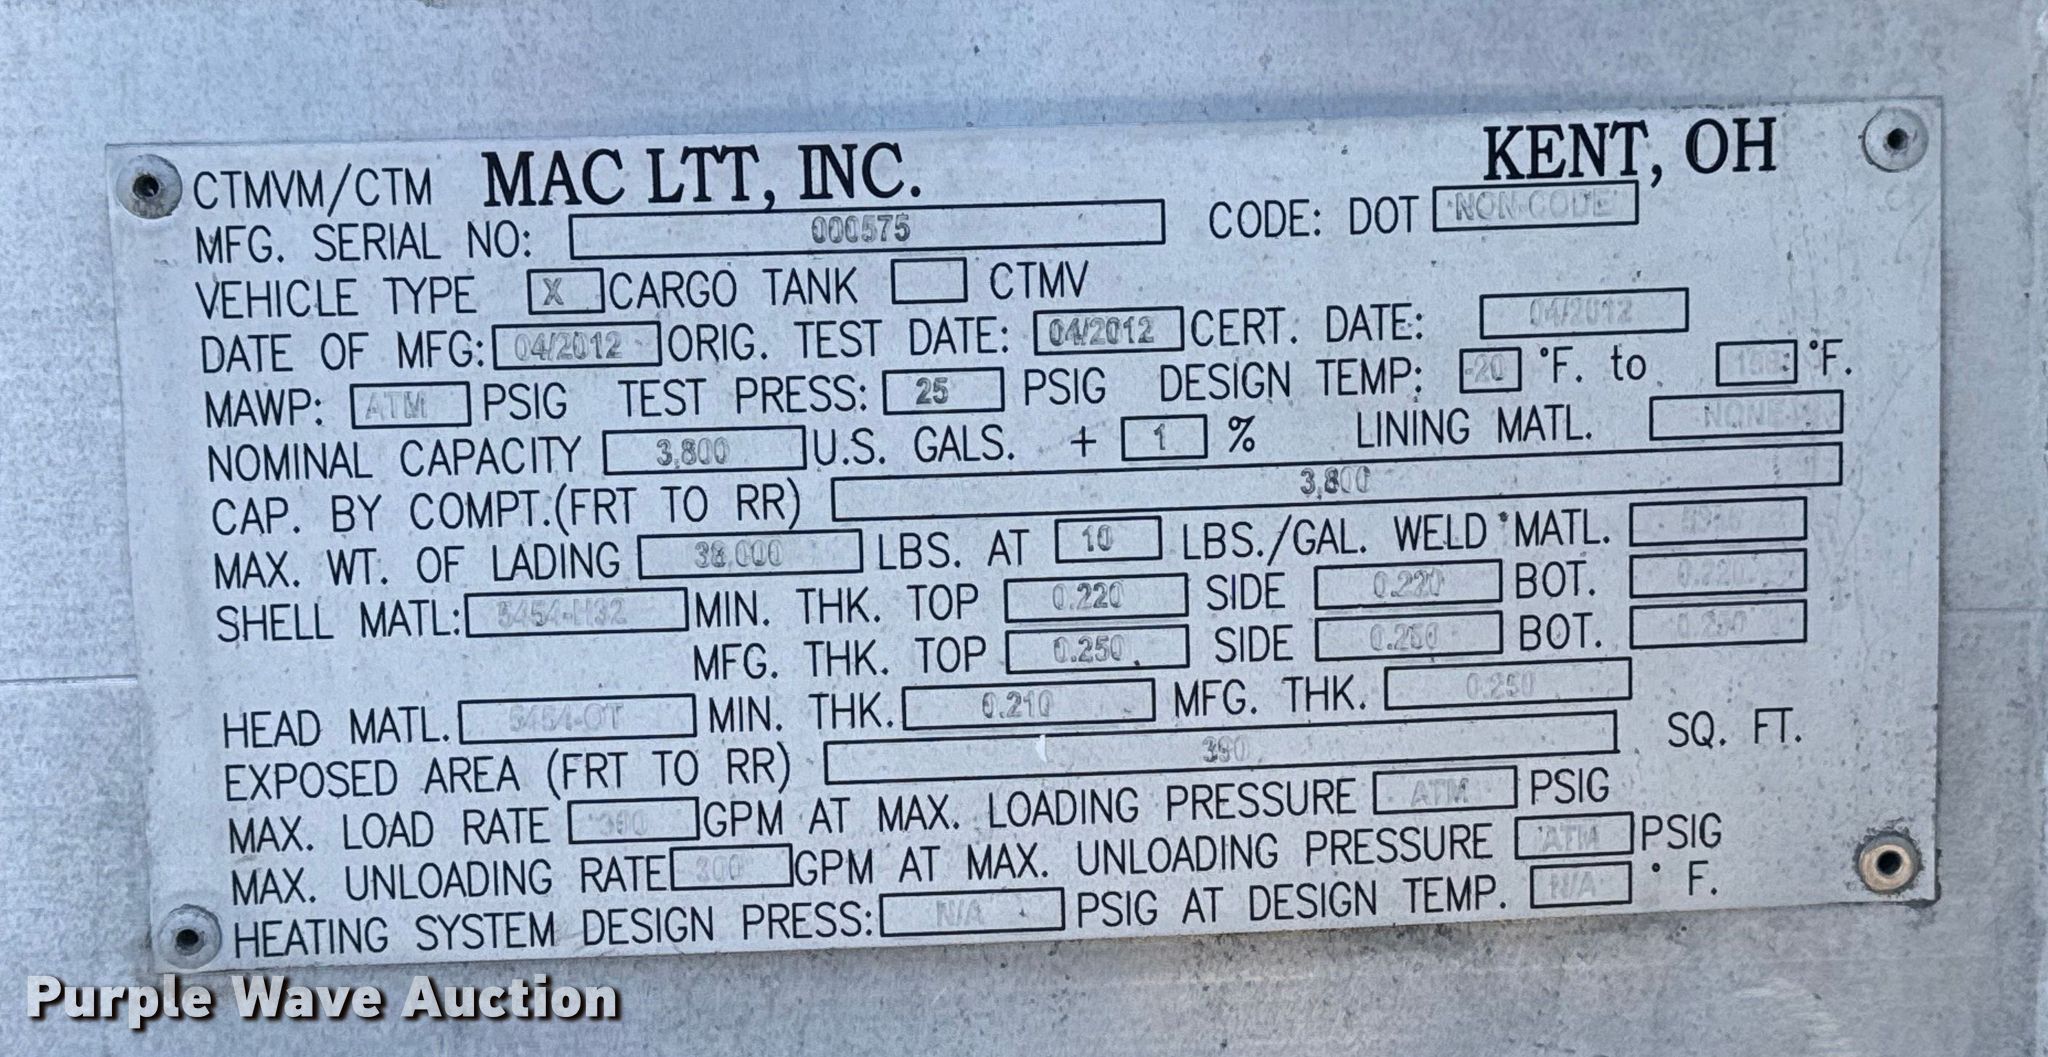 CTMVM/CTM MAC LTT, INC. KENT, OH
MFG. SERIAL NO: 000575 CODE: DOT NON-CODE
VEHICLE TYPE X CARGO TANK CTMV
DATE OF MFG: 04/2012 ORIG. TEST DATE: 04/2012 CERT. DATE: 04/2012
MAWP: ATM PSIG TEST PRESS: 25 PSIG DESIGN TEMP: -20 °F. to °F.
NOMINAL CAPACITY 3,800 U.S. GALS. + 1 % LINING MATL. NONE
CAP. BY COMPT.(FRT TO RR) 3,800
MAX. WT. OF LADING 38,000 LBS. AT 10 LBS./GAL. WELD MATL.
SHELL MATL: 5454-H32 MIN. THK. TOP 0.220 SIDE 0.220 BOT. 0.220
MFG. THK. TOP 0.250 SIDE 0.250 BOT. 0.250
HEAD MATL. 5454-OT MIN. THK. 0.210 MFG. THK. 0.250
EXPOSED AREA (FRT TO RR) SQ. FT.
MAX. LOAD RATE 300 GPM AT MAX. LOADING PRESSURE ATM PSIG
MAX. UNLOADING RATE 300 GPM AT MAX. UNLOADING PRESSURE ATM PSIG
HEATING SYSTEM DESIGN PRESS: N/A PSIG AT DESIGN TEMP. N/A ° F.
Purple Wave Auction